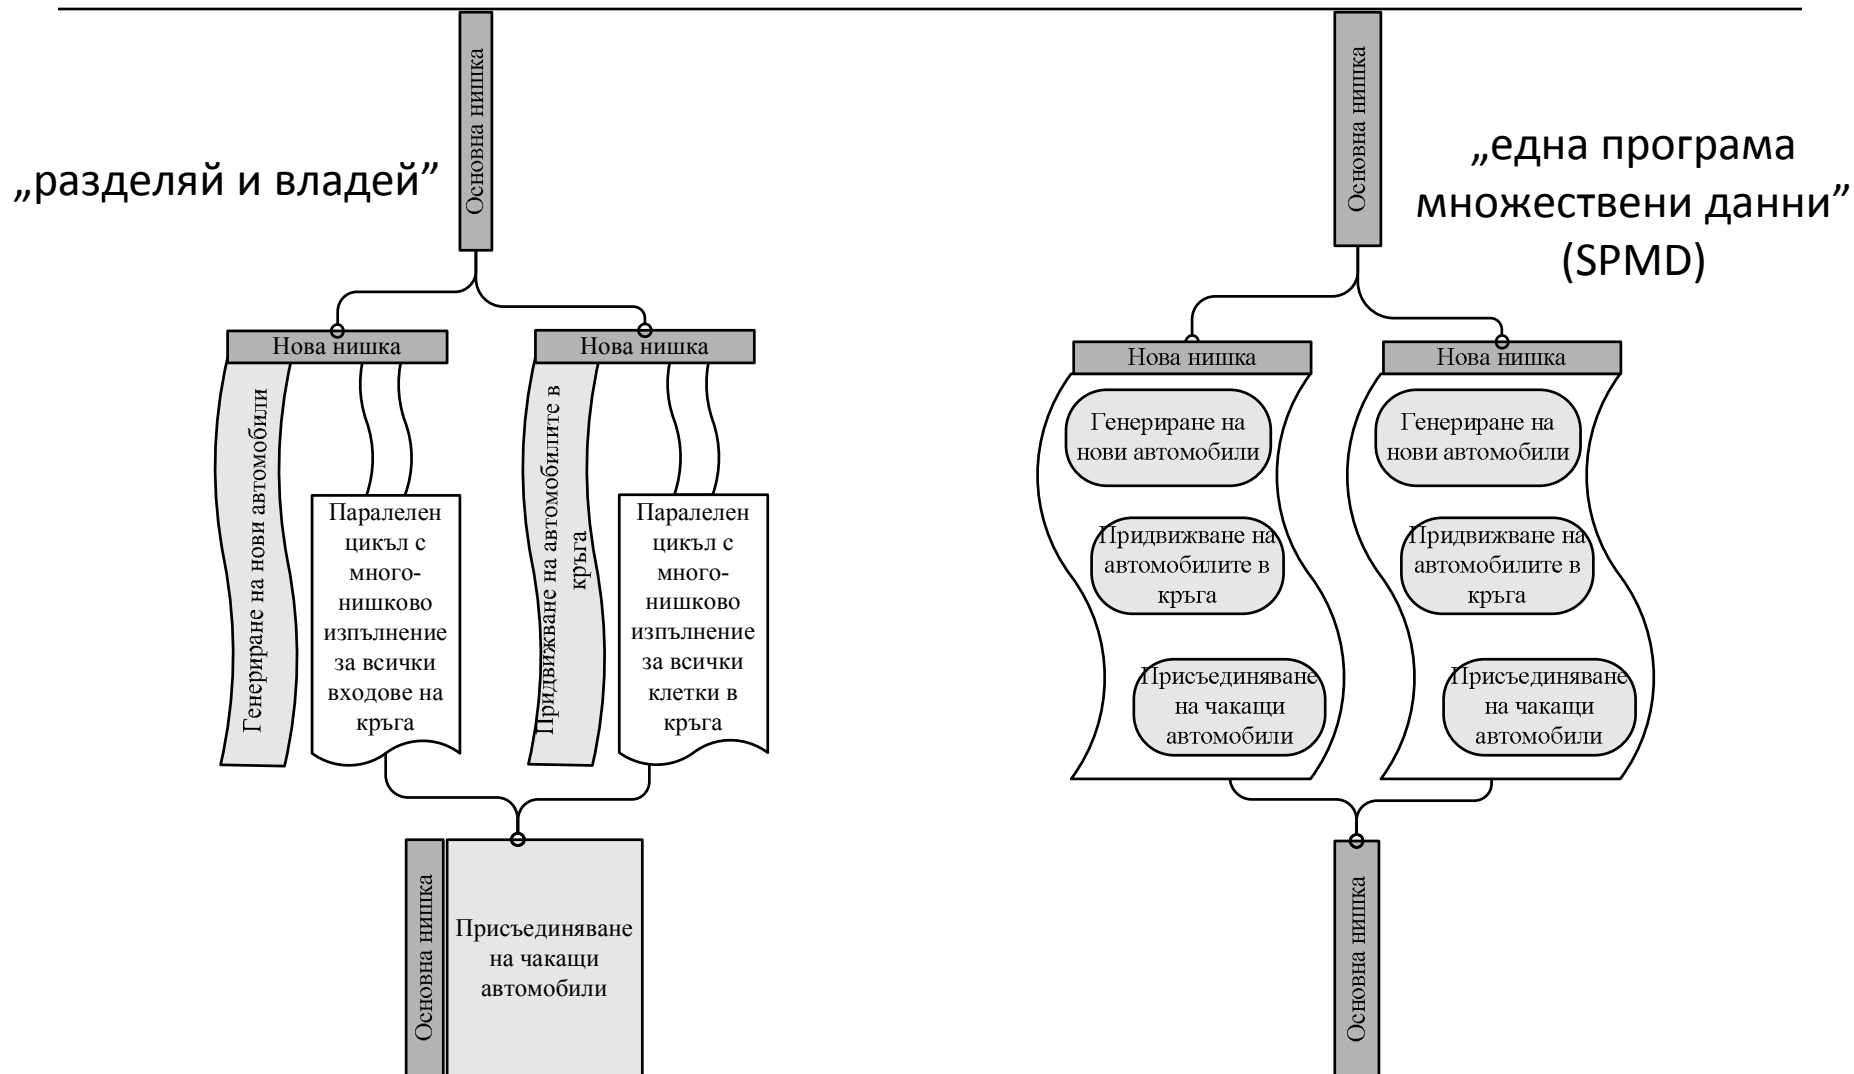 „разделяй и владей”
Основна нишка
Нова нишка
Генериране на нови автомобили
Паралелен
цикъл с
много-
нишково
изпълнение
за всички
входове на
кръга
Нова нишка
Придвижване на автомобилите в
кръга
Паралелен
цикъл с
много-
нишково
изпълнение
за всички
клетки в
кръга
Основна нишка
Присъединяване
на чакащи
автомобили
„една програма
множествени данни”
(SPMD)
Основна нишка
Нова нишка
Генериране на
нови автомобили
Придвижване на
автомобилите в
кръга
Присъединяване
на чакащи
автомобили
Нова нишка
Генериране на
нови автомобили
Придвижване на
автомобилите в
кръга
Присъединяване
на чакащи
автомобили
Основна нишка